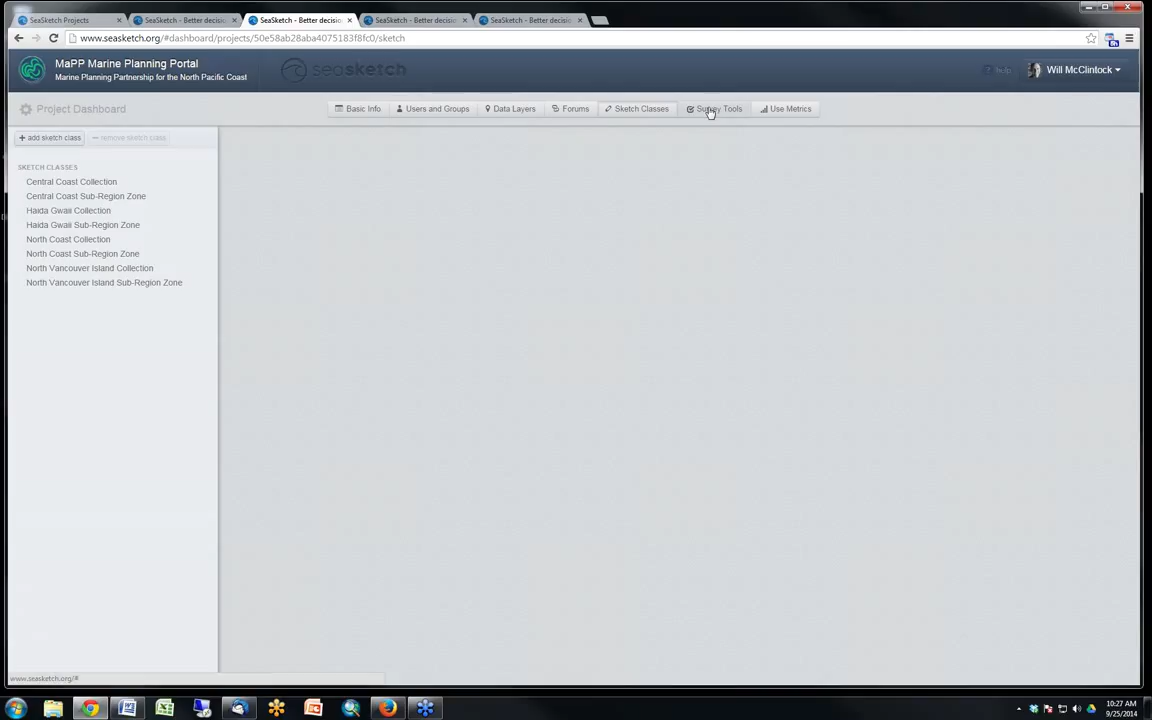 SeaSketch Projects
SeaSketch - Better decisio
SeaSketch - Better decisio
SeaSketch - Better decisio
SeaSketch - Better decisio
www.seasketch.org/#dashboard/projects/50e58ab28aba4075183f8fc0/sketch
MaPP Marine Planning Portal
Marine Planning Partnership for the North Pacific Coast
seasketch
help
Will McClintock
Project Dashboard
Basic Info
Users and Groups
Data Layers
Forums
Sketch Classes
Survey Tools
Use Metrics
+ add sketch class
− remove sketch class
SKETCH CLASSES
Central Coast Collection
Central Coast Sub-Region Zone
Haida Gwaii Collection
Haida Gwaii Sub-Region Zone
North Coast Collection
North Coast Sub-Region Zone
North Vancouver Island Collection
North Vancouver Island Sub-Region Zone
www.seasketch.org/#
10:27 AM
9/25/2014